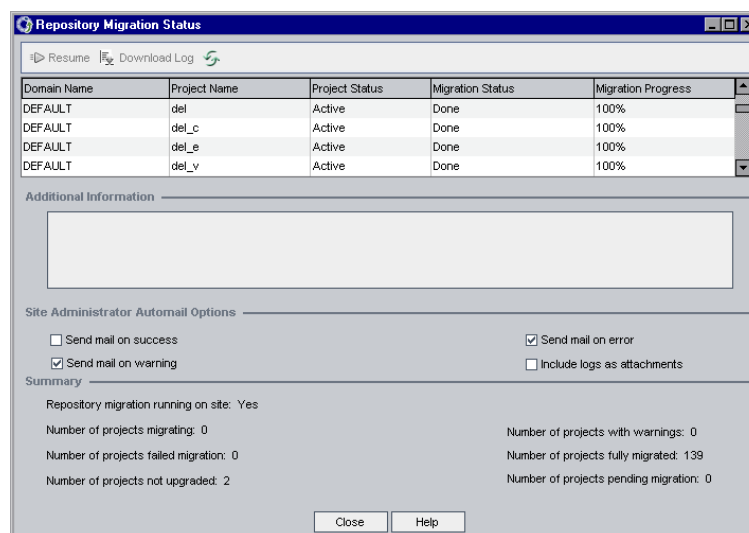 Repository Migration Status
Resume Download Log
Domain Name Project Name Project Status Migration Status Migration Progress
DEFAULT del Active Done 100%
DEFAULT del_c Active Done 100%
DEFAULT del_e Active Done 100%
DEFAULT del_v Active Done 100%
Additional Information
Site Administrator Automail Options
Send mail on success Send mail on error
Send mail on warning Include logs as attachments
Summary
Repository migration running on site: Yes
Number of projects migrating: 0 Number of projects with warnings: 0
Number of projects failed migration: 0 Number of projects fully migrated: 139
Number of projects not upgraded: 2 Number of projects pending migration: 0
Close Help